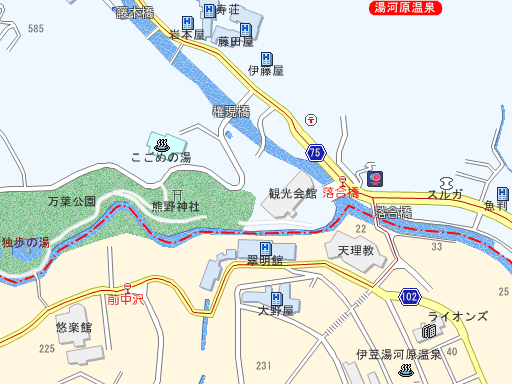 湯河原温泉
藤木橋
寿荘
585
岩本屋
藤田屋
伊藤屋
権現橋
75
こごめの湯
万葉公園
熊野神社
観光会館
落合橋
スルガ
魚判
落合橋
独歩の湯
22
33
天理教
翠明館
25
前中沢
大野屋
102
悠楽館
ライオンズ
225
231
伊豆湯河原温泉
40